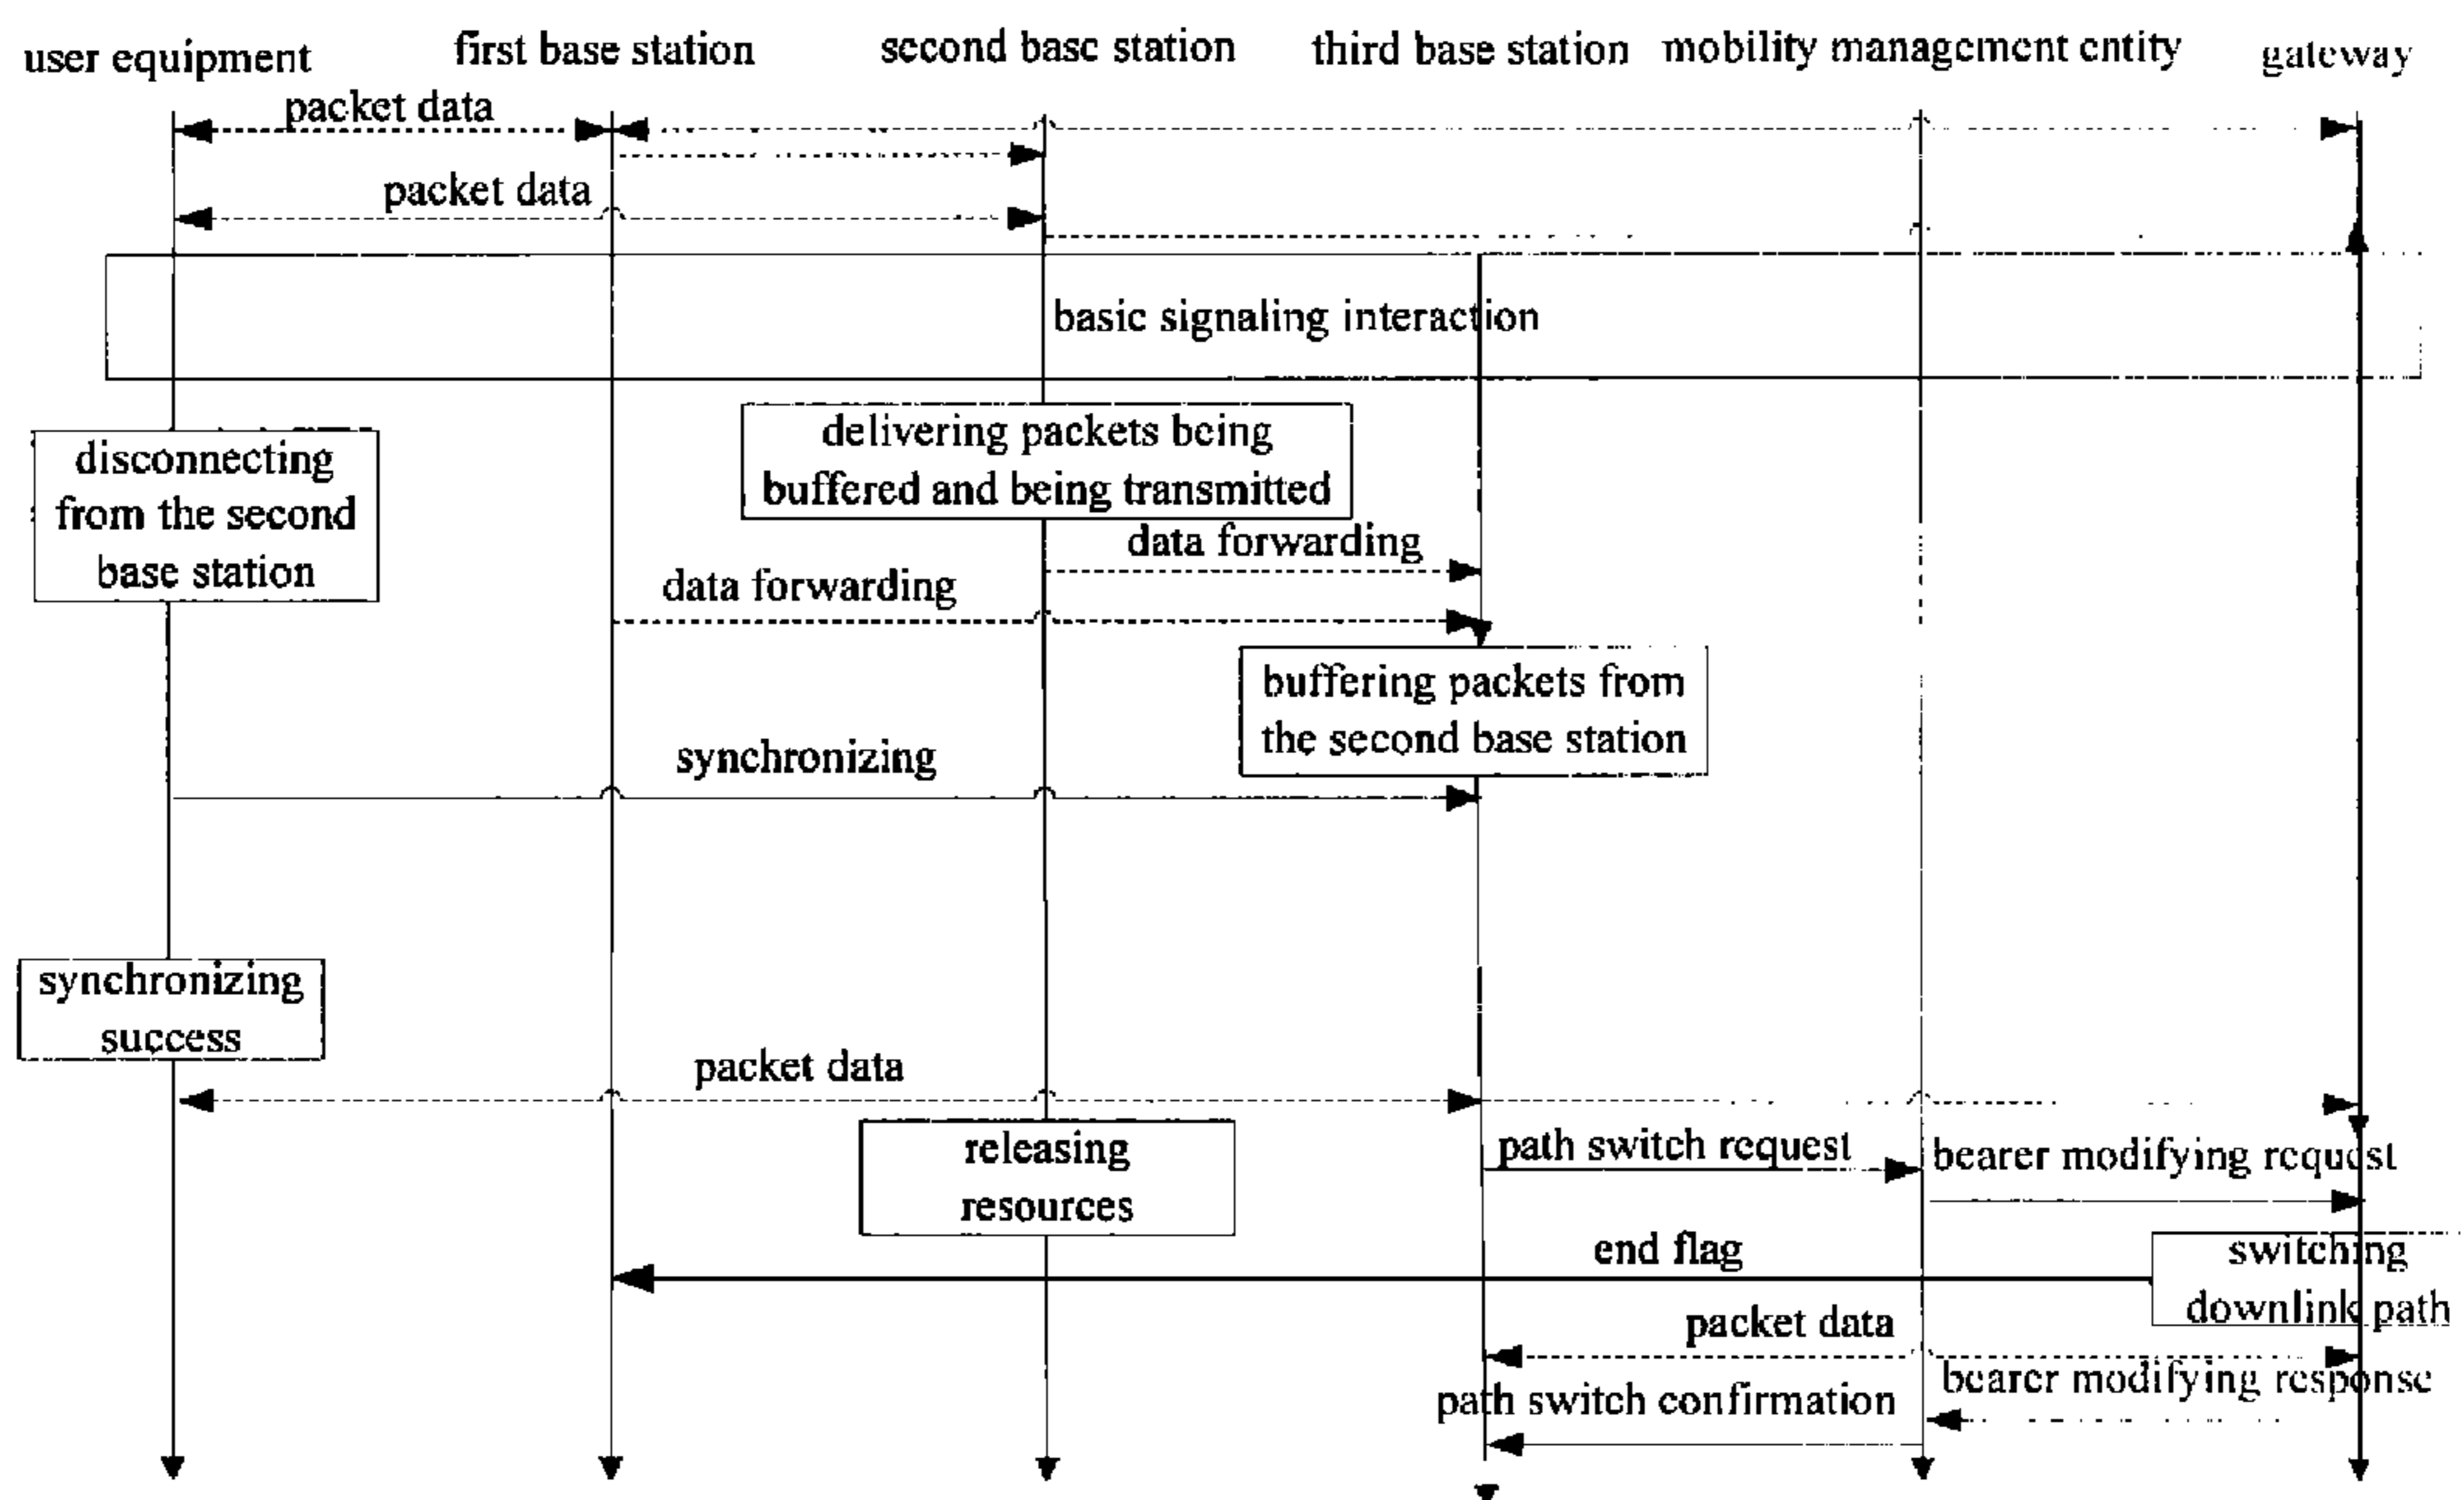 user equipment
first base station
second base station
third base station
mobility management entity
gateway
packet data
packet data
basic signaling interaction
delivering packets being
buffered and being transmitted
disconnecting
from the second
base station
data forwarding
data forwarding
buffering packets from
the second base station
synchronizing
synchronizing
success
packet data
releasing
resources
path switch request
bearer modifying request
end flag
switching
downlink path
packet data
bearer modifying response
path switch confirmation